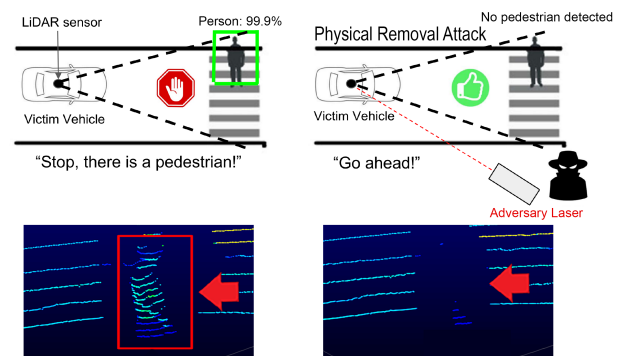 LiDAR sensor
Person: 99.9%
Victim Vehicle
“Stop, there is a pedestrian!”
No pedestrian detected
Physical Removal Attack
Victim Vehicle
“Go ahead!”
Adversary Laser